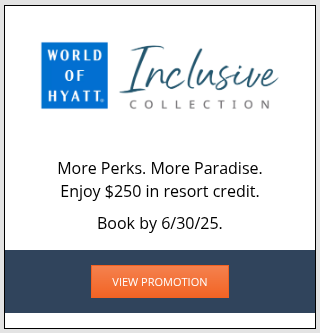 WORLD
OF
HYATT®
Inclusive
COLLECTION
More Perks. More Paradise.
Enjoy $250 in resort credit.
Book by 6/30/25.
VIEW PROMOTION